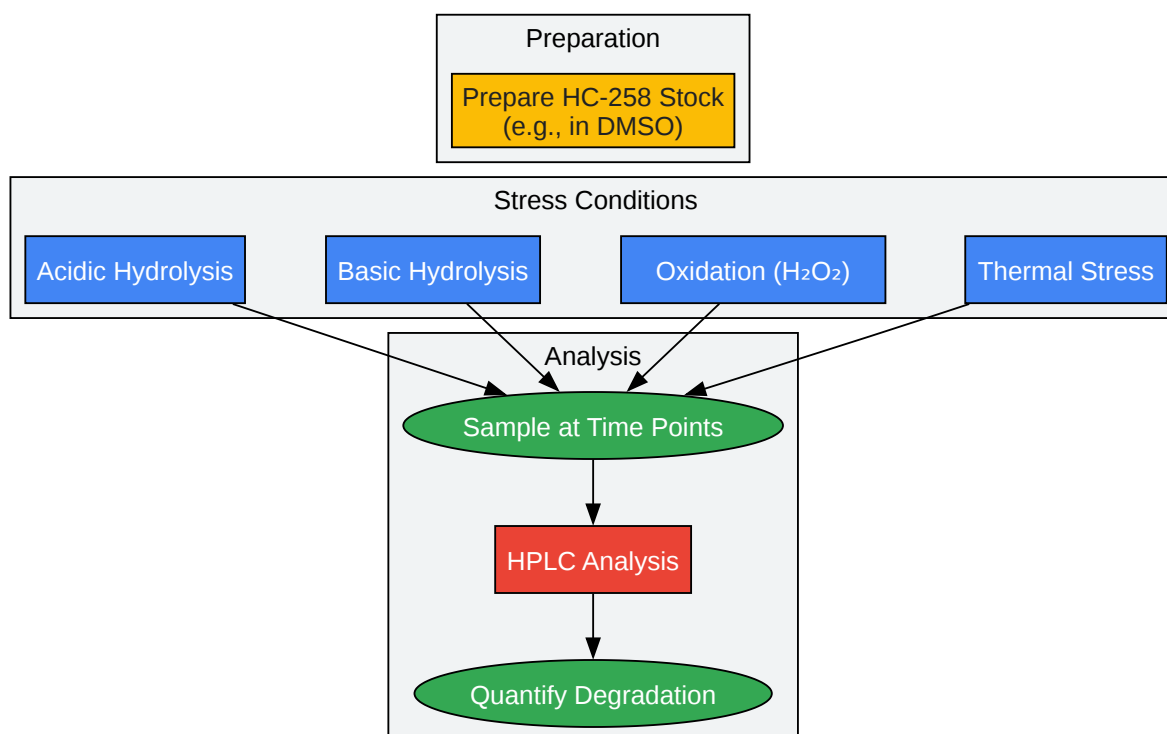 Preparation
Prepare HC-258 Stock
(e.g., in DMSO)
Stress Conditions
Acidic Hydrolysis
Basic Hydrolysis
Oxidation (H₂O₂)
Thermal Stress
Analysis
Sample at Time Points
HPLC Analysis
Quantify Degradation